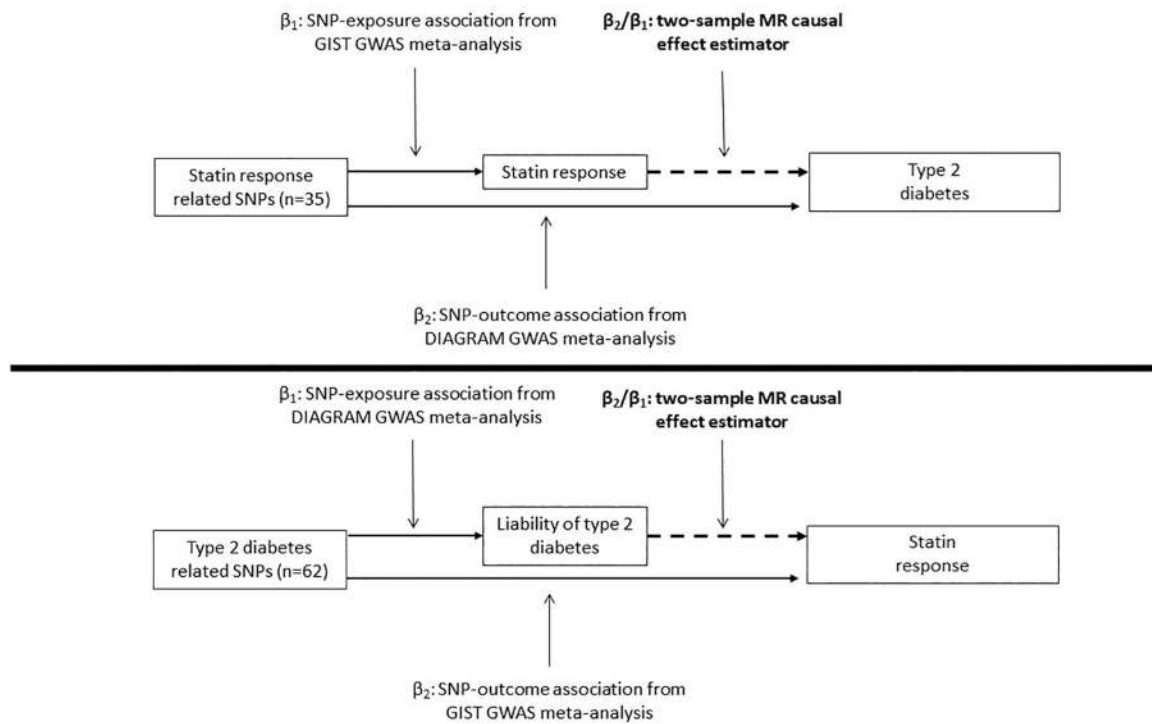 β₁: SNP-exposure association from
GIST GWAS meta-analysis
β₂/β₁: two-sample MR causal
effect estimator
Statin response
related SNPs (n=35)
Statin response
Type 2
diabetes
β₂: SNP-outcome association from
DIAGRAM GWAS meta-analysis
β₁: SNP-exposure association from
DIAGRAM GWAS meta-analysis
β₂/β₁: two-sample MR causal
effect estimator
Type 2 diabetes
related SNPs (n=62)
Liability of type 2
diabetes
Statin
response
β₂: SNP-outcome association from
GIST GWAS meta-analysis